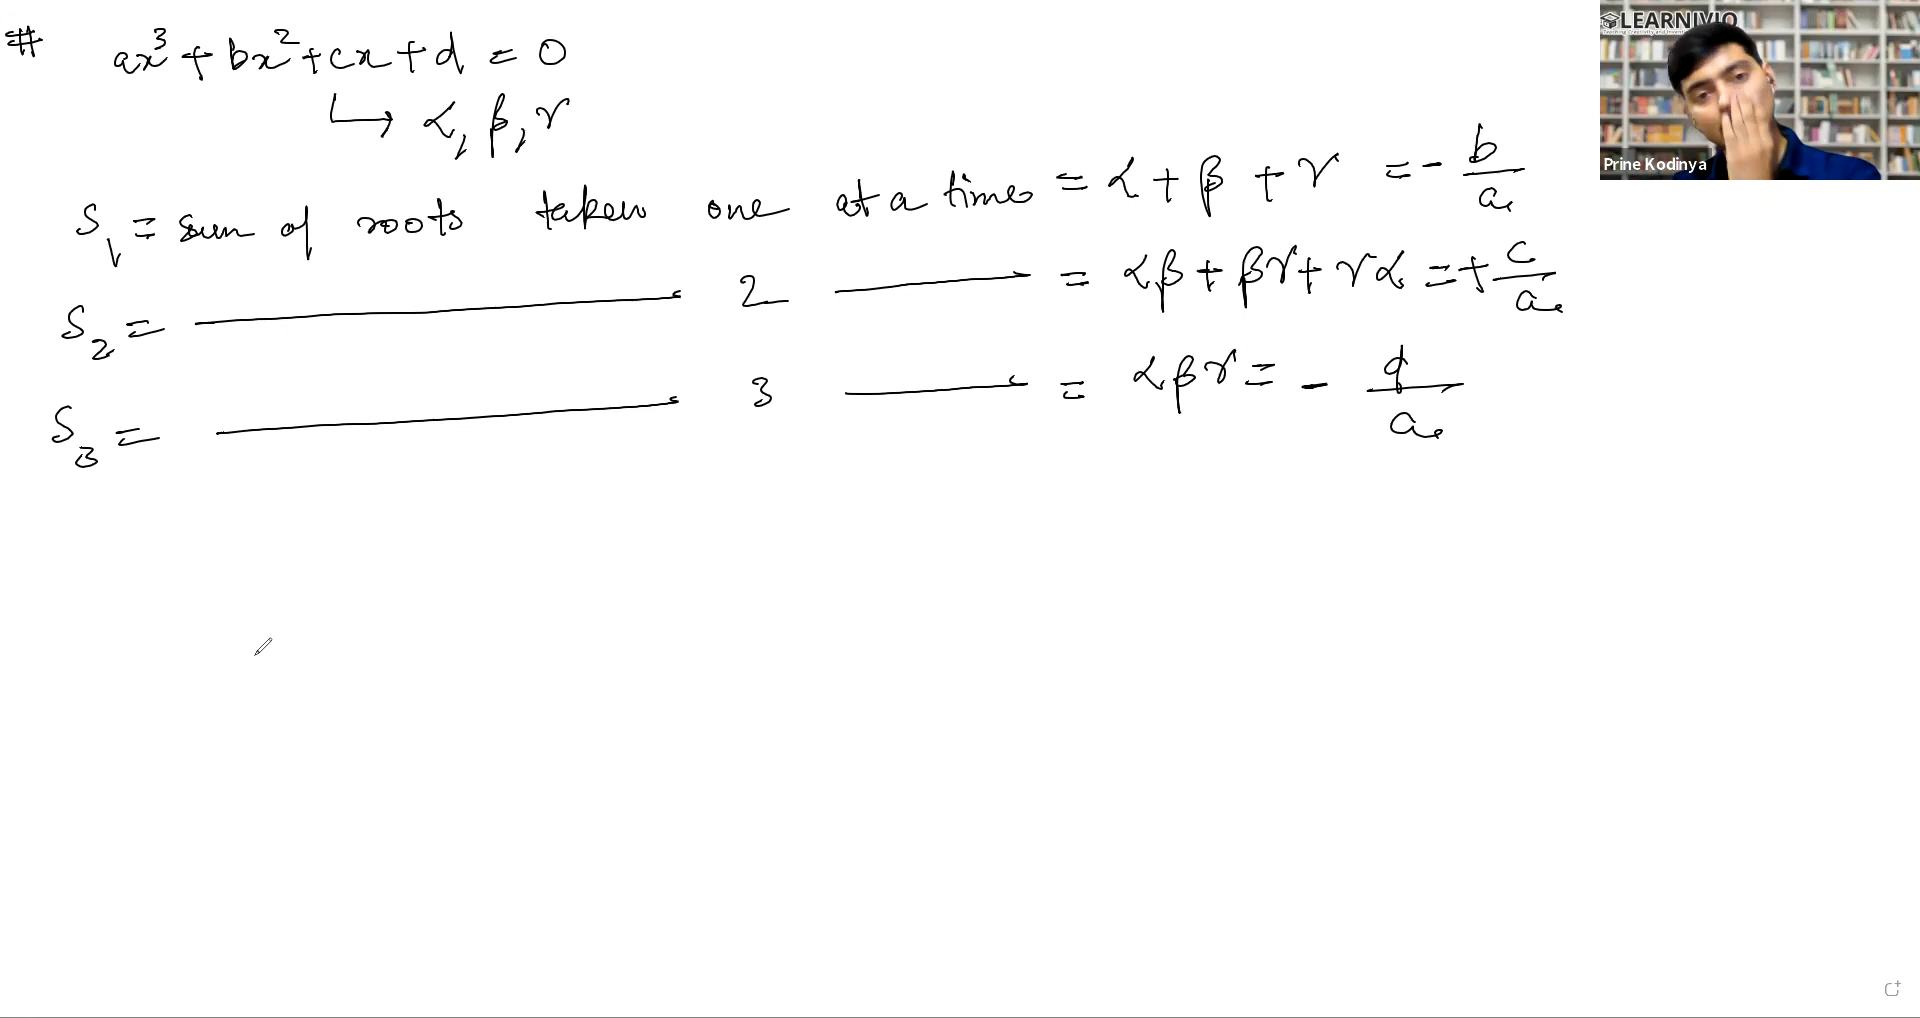 # ax³ + bx² + cx + d = 0
↳ α, β, γ
S₁ = sum of roots taken one at a time = α + β + γ = - b/a
S₂ = ——— 2 ——— = αβ + βγ + γα = + c/a
S₃ = ——— 3 ——— = αβγ = - d/a
LEARNIVIO
Prine Kodinya